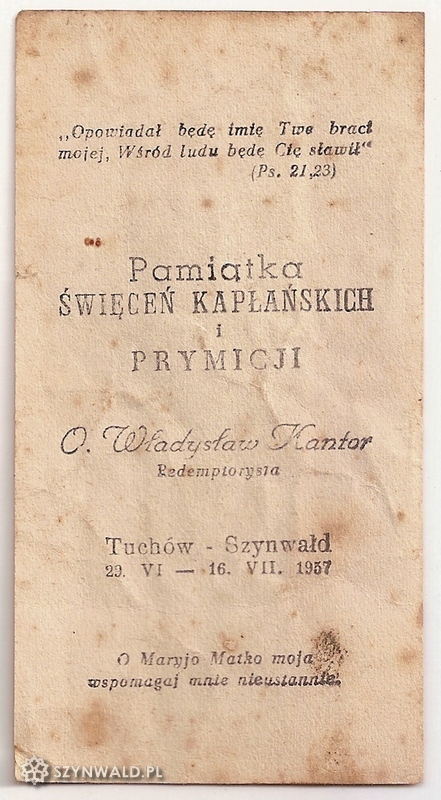 „Opowiadał będę imię Twe braci
mojej, Wśród ludu będę Cię sławił"
(Ps. 21,23)
Pamiątka
ŚWIĘCEŃ KAPŁAŃSKICH
i
PRYMICJI
O. Władysław Kantor
Redemptorysta
Tuchów - Szynwałd
29. VI — 16. VII. 1957
O Maryjo Matko moja
wspomagaj mnie nieustannie.
SZYNWALD.PL